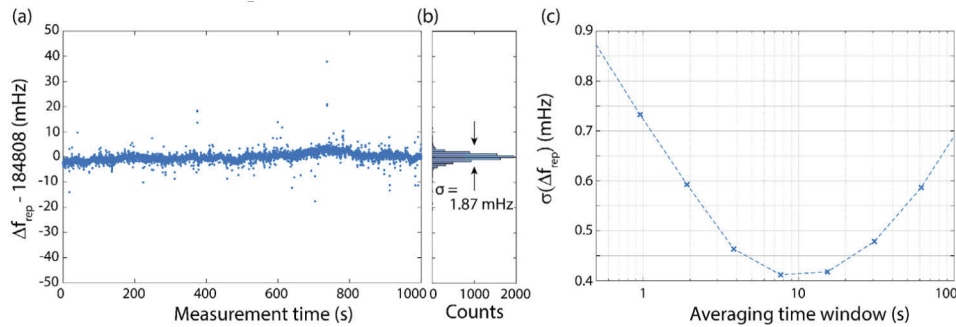 (a)
(b)
(c)
Δf_rep - 184808 (mHz)
50
40
30
20
10
0
-10
-20
-30
-40
-50
0
200
400
600
800
1000
Measurement time (s)
σ =
1.87 mHz
0
1000
2000
Counts
σ(Δf_rep) (mHz)
0.9
0.8
0.7
0.6
0.5
0.4
1
10
100
Averaging time window (s)